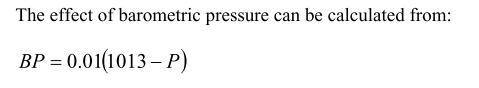 The effect of barometric pressure can be calculated from:
BP = 0.01(1013 – P)